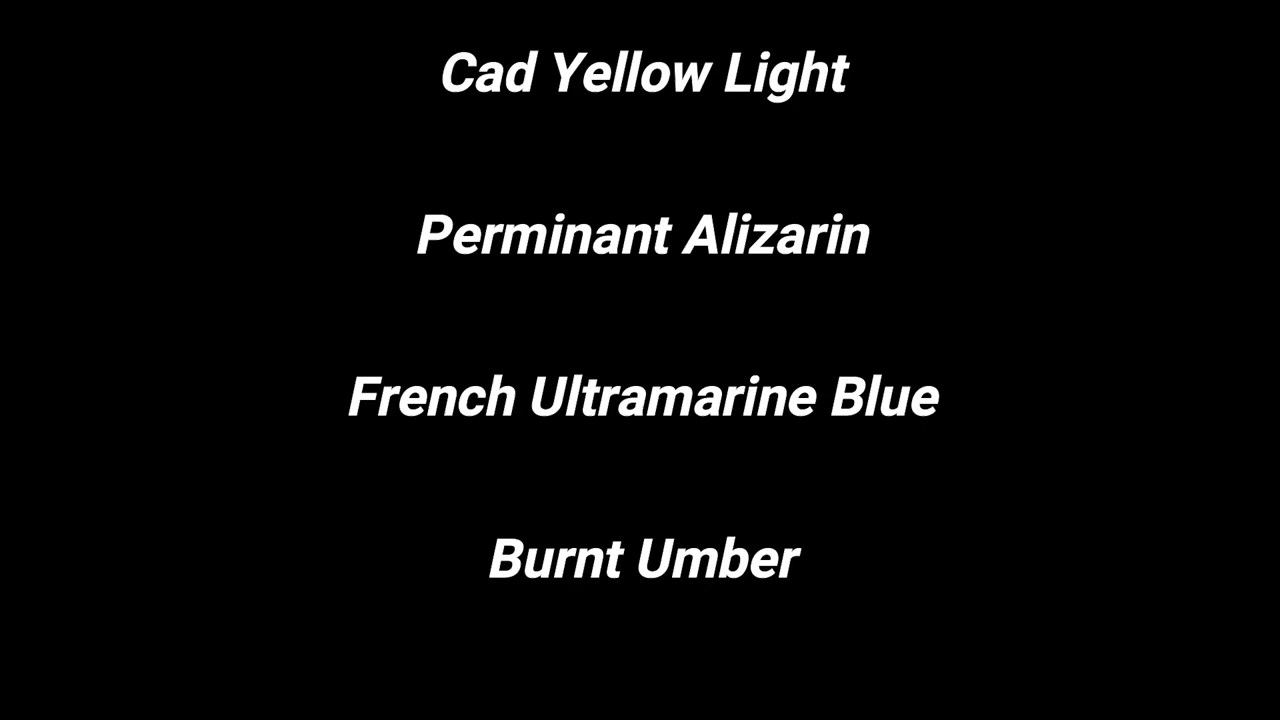 Cad Yellow Light
Perminant Alizarin
French Ultramarine Blue
Burnt Umber